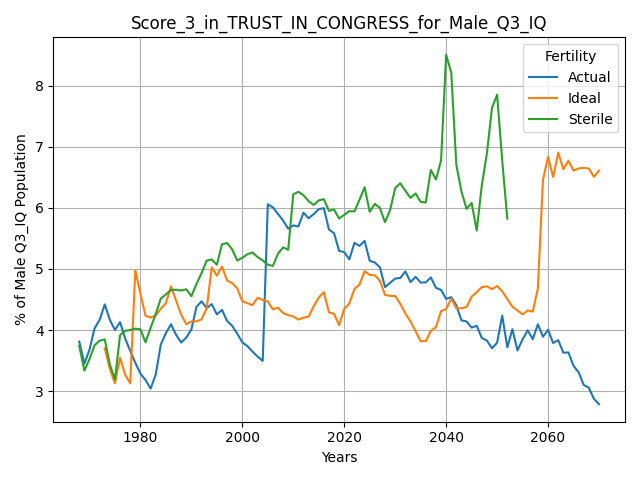 Score_3_in_TRUST_IN_CONGRESS_for_Male_Q3_IQ
% of Male Q3_IQ Population
8
7
6
5
4
3
Fertility
Actual
Ideal
Sterile
1980 2000 2020 2040 2060
Years